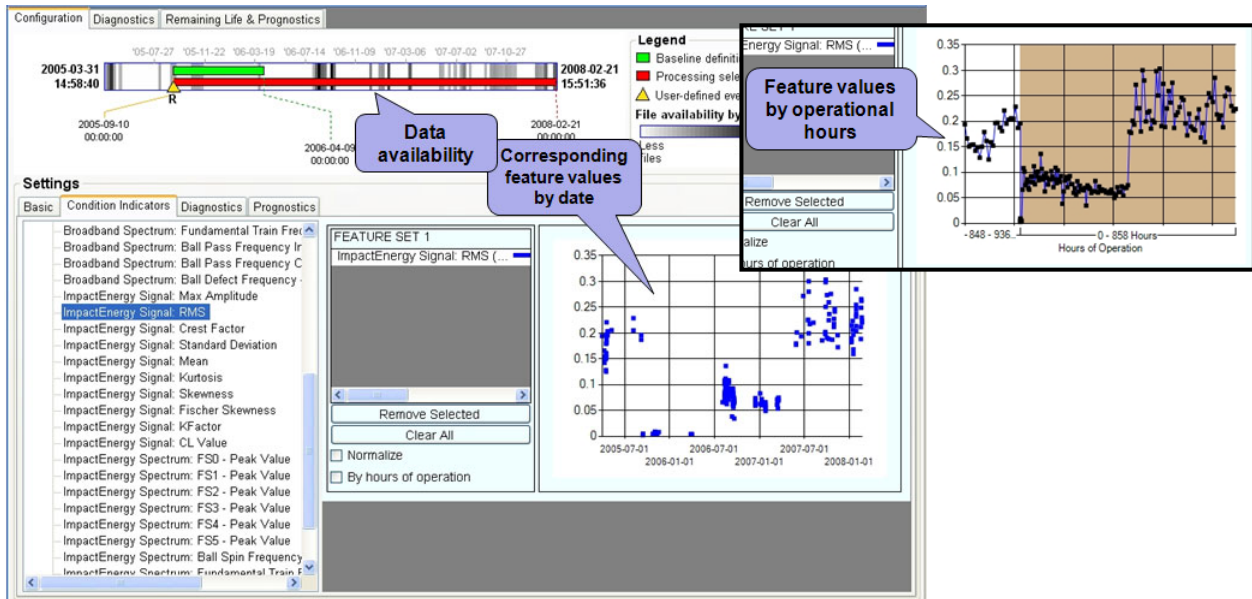 Configuration Diagnostics Remaining Life & Prognostics
'05-07-27 '05-11-22 '06-03-19 '06-07-14 '06-11-09 '07-03-06 '07-07-02 '07-10-27
2005-03-31
14:58:40
2008-02-21
15:51:36
R
2005-09-10
00:00:00
2006-04-09
00:00:00
2008-02-21
00:00:00
Legend
Baseline definiti
Processing sele
User-defined eve
File availability by
Less
files
Data
availability
Corresponding
feature values
by date
Feature values
by operational
hours
Settings
Basic Condition Indicators Diagnostics Prognostics
Broadband Spectrum: Fundamental Train Fre
Broadband Spectrum: Ball Pass Frequency
Broadband Spectrum: Ball Pass Frequency
Broadband Spectrum: Ball Defect Frequency
ImpactEnergy Signal: Max Amplitude
ImpactEnergy Signal: RMS
ImpactEnergy Signal: Crest Factor
ImpactEnergy Signal: Standard Deviation
ImpactEnergy Signal: Mean
ImpactEnergy Signal: Kurtosis
ImpactEnergy Signal: Skewness
ImpactEnergy Signal: Fischer Skewness
ImpactEnergy Signal: KFactor
ImpactEnergy Signal: CL Value
ImpactEnergy Spectrum: FS0 - Peak Value
ImpactEnergy Spectrum: FS1 - Peak Value
ImpactEnergy Spectrum: FS2 - Peak Value
ImpactEnergy Spectrum: FS3 - Peak Value
ImpactEnergy Spectrum: FS4 - Peak Value
ImpactEnergy Spectrum: FS5 - Peak Value
ImpactEnergy Spectrum: Ball Spin Frequency
ImpactEnergy Spectrum: Fundamental Train F
FEATURE SET 1
ImpactEnergy Signal: RMS (...
Remove Selected
Clear All
Normalize
By hours of operation
0.35
0.3
0.25
0.2
0.15
0.1
0.05
0
2005-07-01 2006-07-01 2007-07-01
2006-01-01 2007-01-01 2008-01-01
RE SET 1
Energy Signal: RMS (...
Remove Selected
Clear All
alize
urs of operation
0.35
0.3
0.25
0.2
0.15
0.1
0.05
0
-848 - 936... 0 - 858 Hours
Hours of Operation